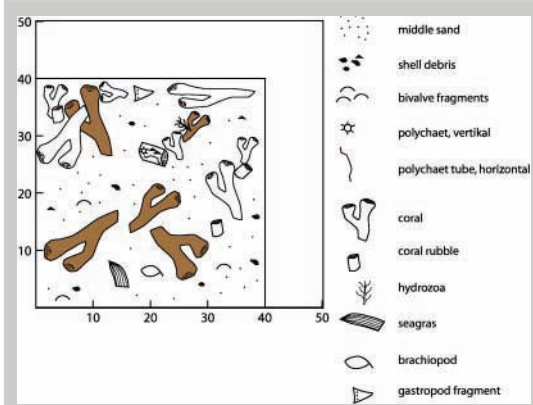 50
40
30
20
10
10 20 30 40 50
middle sand
shell debris
bivalve fragments
polychaet, vertikal
polychaet tube, horizontal
coral
coral rubble
hydrozoa
seagras
brachiopod
gastropod fragment